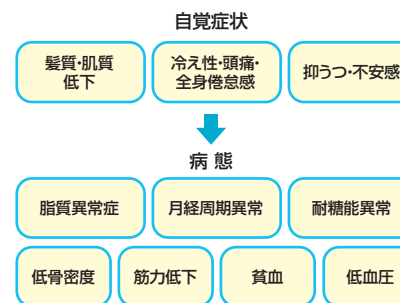 自覚症状
髪質・肌質
低下
冷え性・頭痛・
全身倦怠感
抑うつ・不安感
病 態
脂質異常症
月経周期異常
耐糖能異常
低骨密度
筋力低下
貧血
低血圧